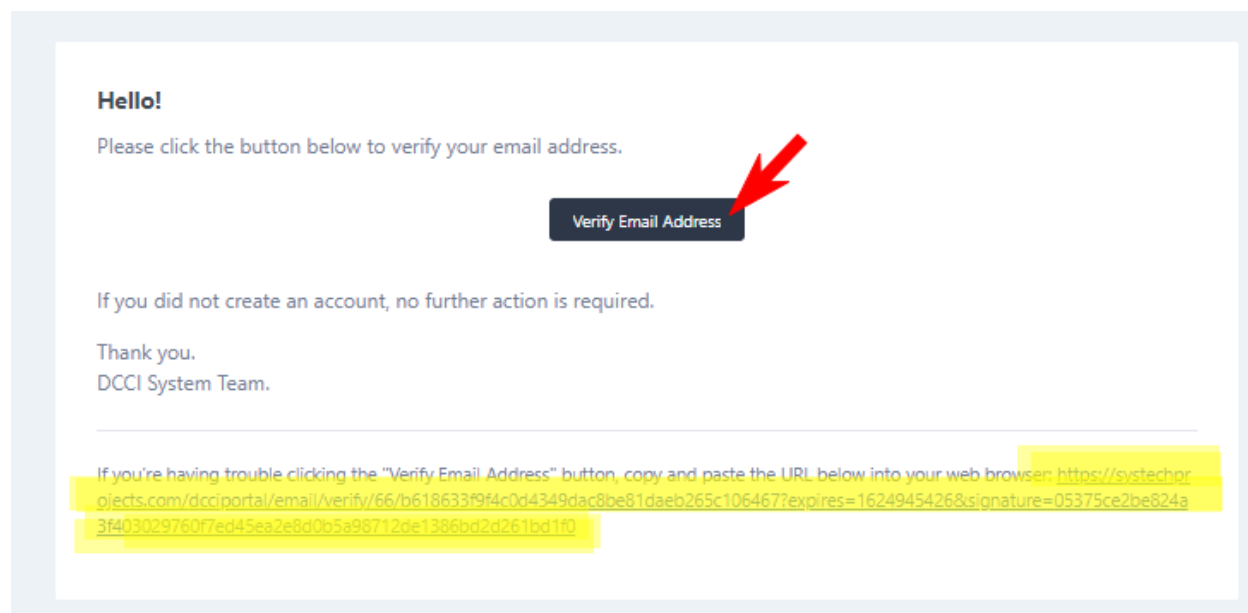 Hello!
Please click the button below to verify your email address.
Verify Email Address
If you did not create an account, no further action is required.
Thank you.
DCCI System Team.
If you're having trouble clicking the "Verify Email Address" button, copy and paste the URL below into your web browser: https://systechpr
ojects.com/dcciportal/email/verify/66/b618633f9f4c0d4349dac8be81daeb265c106467?expires=1624945426&signature=05375ce2be824a
3f403029760f7ed45ea2e8d0b5a98712de1386bd2d261bd1f0